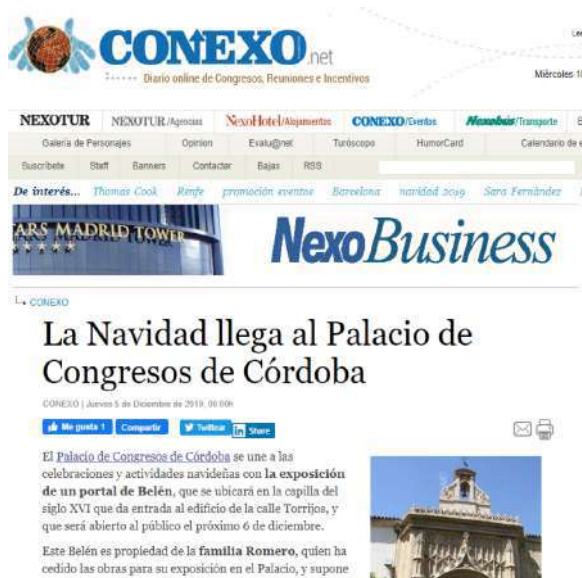 CONEXO.net
Diario online de Congresos, Reuniones e Incentivos
Miércoles
NEXOTUR NEXOTUR/Agencias NexoHotel/Alojamientos CONEXO/Eventos Nexobus/Transporte
Galería de Personajes Opinion Evalu@net Turóscopo HumorCard Calendario de
Suscríbete Staff Banners Contactar Bajas RSS
De interés... Thomas Cook Renfe promoción eventos Barcelona navidad 2019 Sara Fernández
ARS MADRID TOWER
NexoBusiness
CONEXO
La Navidad llega al Palacio de
Congresos de Córdoba
CONEXO | Jueves 5 de Diciembre de 2019, 00:00h
Me gusta 1 Compartir Twittear in Share
El Palacio de Congresos de Córdoba se une a las
celebraciones y actividades navideñas con la exposición
de un portal de Belén, que se ubicará en la capilla del
siglo XVI que da entrada al edificio de la calle Torrijos, y
que será abierto al público el próximo 6 de diciembre.
Este Belén es propiedad de la familia Romero, quien ha
cedido las obras para su exposición en el Palacio, y supone